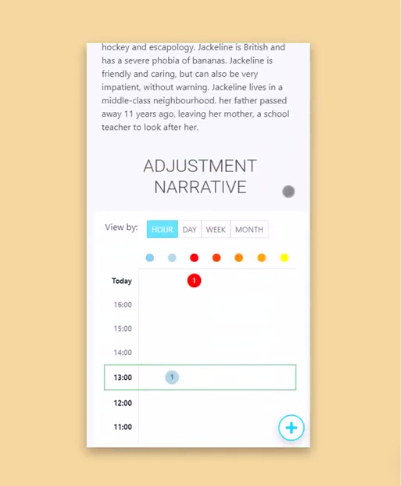 hockey and escapology. Jackeline is British and
has a severe phobia of bananas. Jackeline is
friendly and caring, but can also be very
impatient, without warning. Jackeline lives in a
middle-class neighbourhood. her father passed
away 11 years ago, leaving her mother, a school
teacher to look after her.
ADJUSTMENT
NARRATIVE
View by: HOUR DAY WEEK MONTH
Today 1
16:00
15:00
14:00
13:00 1
12:00
11:00
+